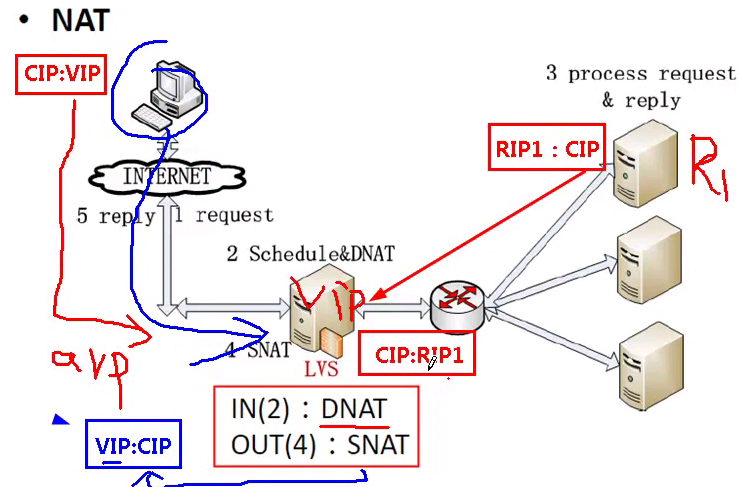 • NAT
CIP:VIP
3 process request
& reply
RIP1 : CIP
R1
INTERNET
5 reply
1 request
2 Schedule&DNAT
VIP
4 SNAT
LVS
CIP:RIP1
avp
VIP:CIP
IN(2) : DNAT
OUT(4) : SNAT